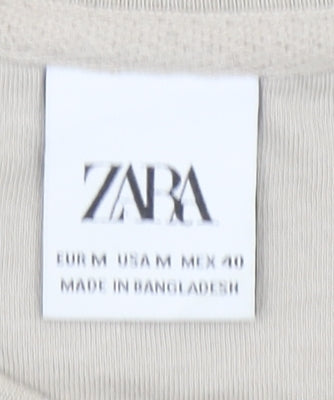 ZARA
EUR M USA M MEX 40
MADE IN BANGLADESH